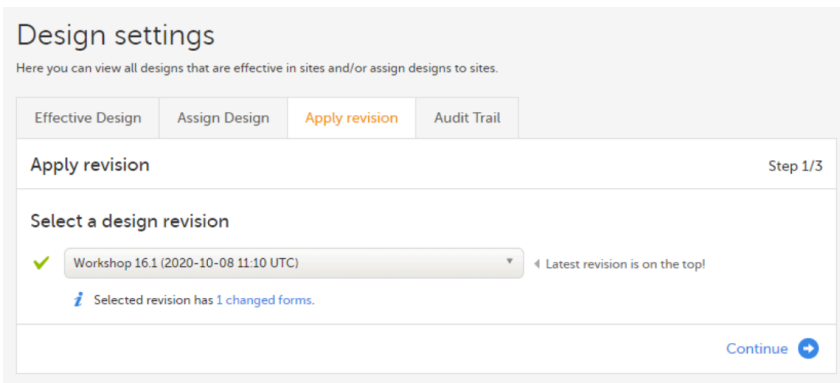 Design settings
Here you can view all designs that are effective in sites and/or assign designs to sites.
Effective Design Assign Design Apply revision Audit Trail
Apply revision Step 1/3
Select a design revision
Workshop 16.1 (2020-10-08 11:10 UTC) Latest revision is on the top!
i Selected revision has 1 changed forms.
Continue